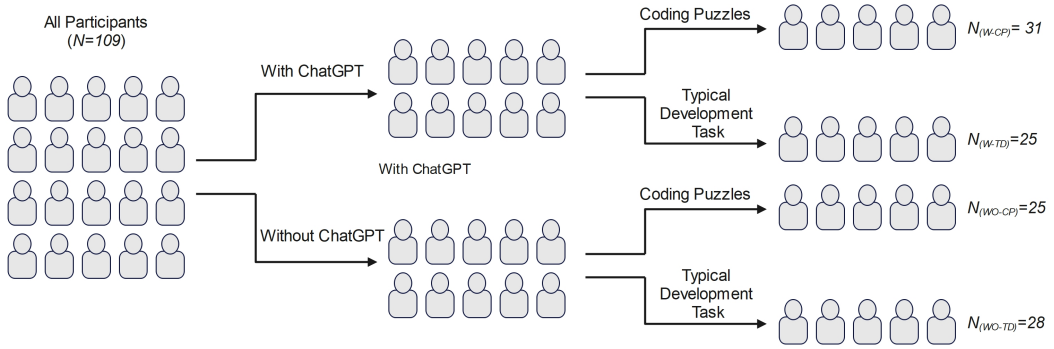 All Participants
(N=109)
With ChatGPT
Without ChatGPT
With ChatGPT
Coding Puzzles
N(W-CP)= 31
Typical
Development
Task
N(W-TD)=25
Coding Puzzles
N(WO-CP)=25
Typical
Development
Task
N(WO-TD)=28